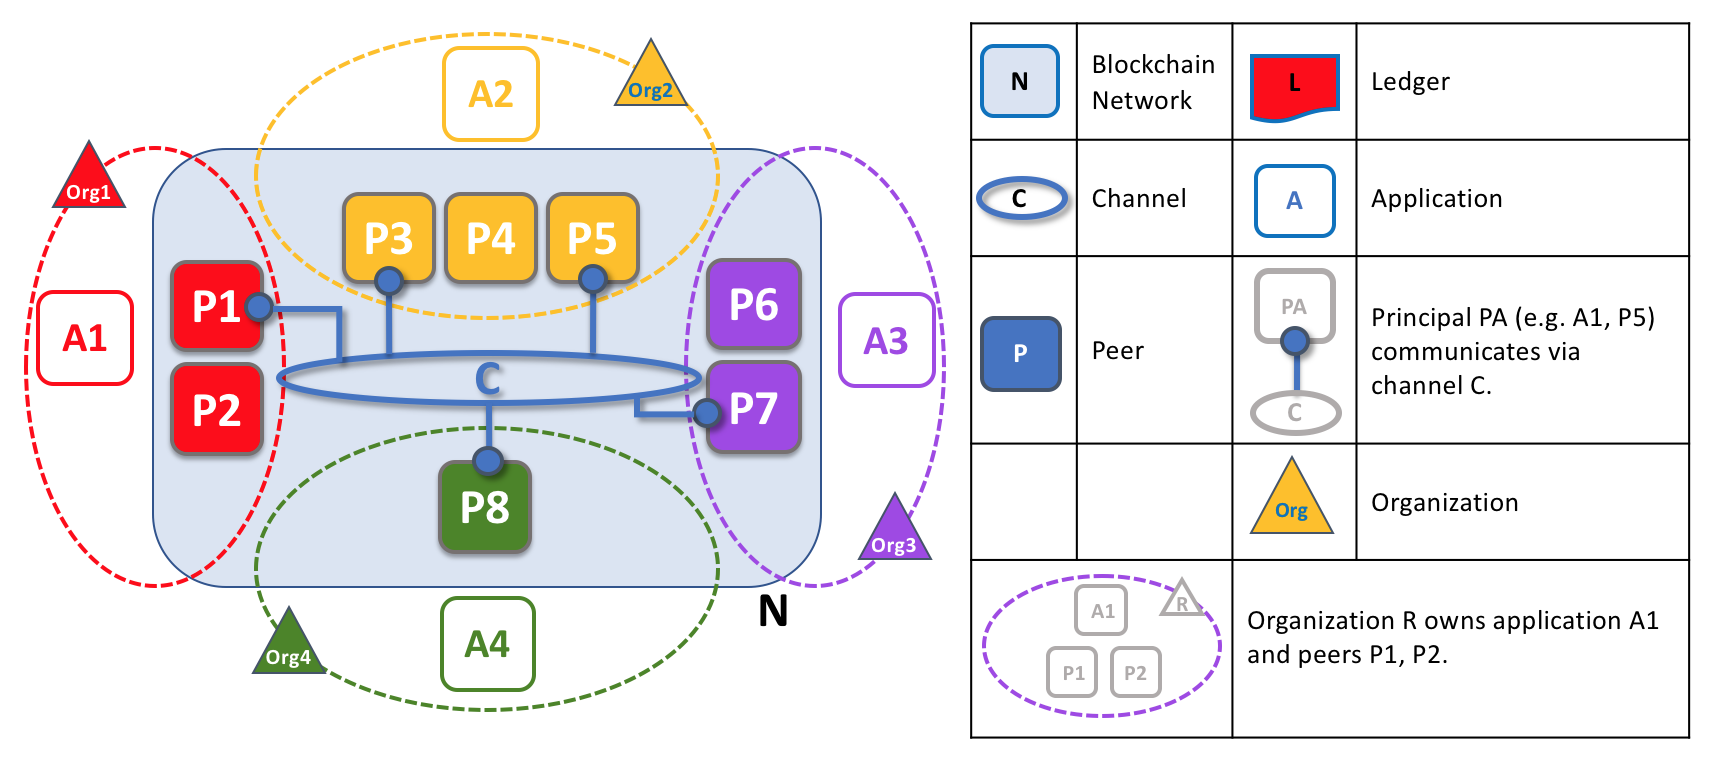 A2
Org2
Org1
P3
P4
P5
P1
P6
A1
A3
C
P2
P7
P8
Org3
N
A4
Org4
N
Blockchain
Network
L
Ledger
C
Channel
A
Application
P
Peer
PA
C
Principal PA (e.g. A1, P5)
communicates via
channel C.
Org
Organization
A1
R
P1
P2
Organization R owns application A1
and peers P1, P2.